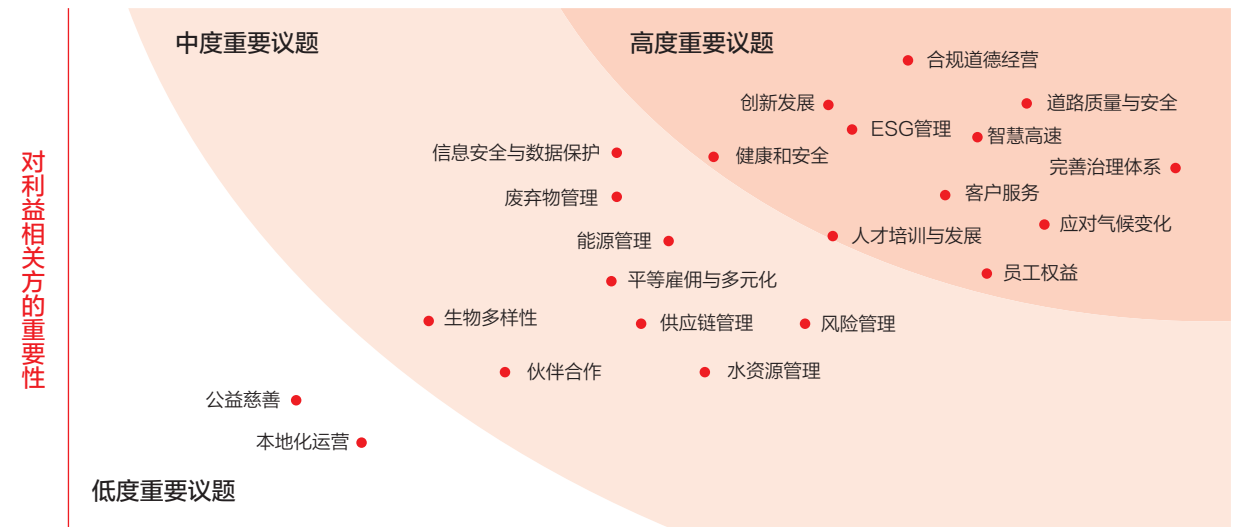 对利益相关方的重要性
中度重要议题
高度重要议题
合规道德经营
创新发展
道路质量与安全
ESG管理
智慧高速
信息安全与数据保护
健康和安全
完善治理体系
废弃物管理
客户服务
应对气候变化
能源管理
人才培训与发展
平等雇佣与多元化
员工权益
生物多样性
供应链管理
风险管理
伙伴合作
水资源管理
公益慈善
本地化运营
低度重要议题